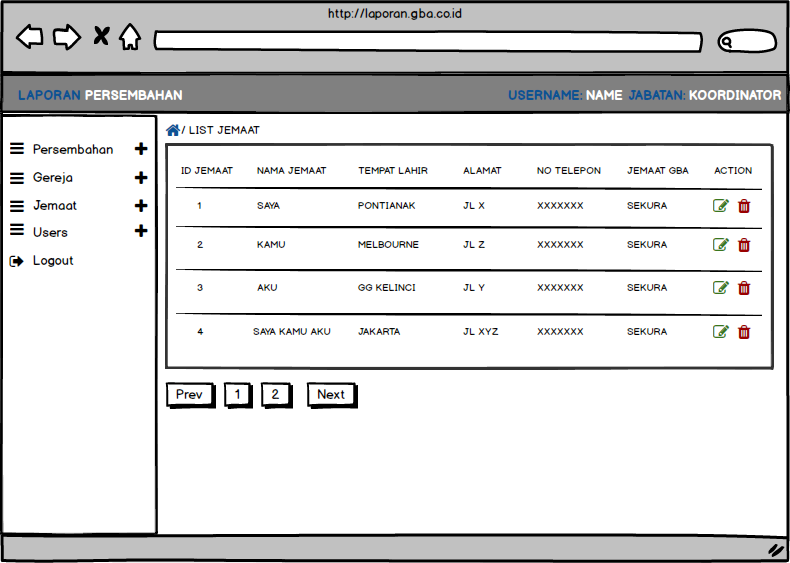 http://laporan.gba.co.id
LAPORAN PERSEMBAHAN USERNAME: NAME JABATAN: KOORDINATOR
/ LIST JEMAAT
Persembahan
Gereja
Jemaat
Users
Logout
ID JEMAAT NAMA JEMAAT TEMPAT LAHIR ALAMAT NO TELEPON JEMAAT GBA ACTION
1 SAYA PONTIANAK JL X XXXXXXX SEKURA
2 KAMU MELBOURNE JL Z XXXXXXX SEKURA
3 AKU GG KELINCI JL Y XXXXXXX SEKURA
4 SAYA KAMU AKU JAKARTA JL XYZ XXXXXXX SEKURA
Prev 1 2 Next